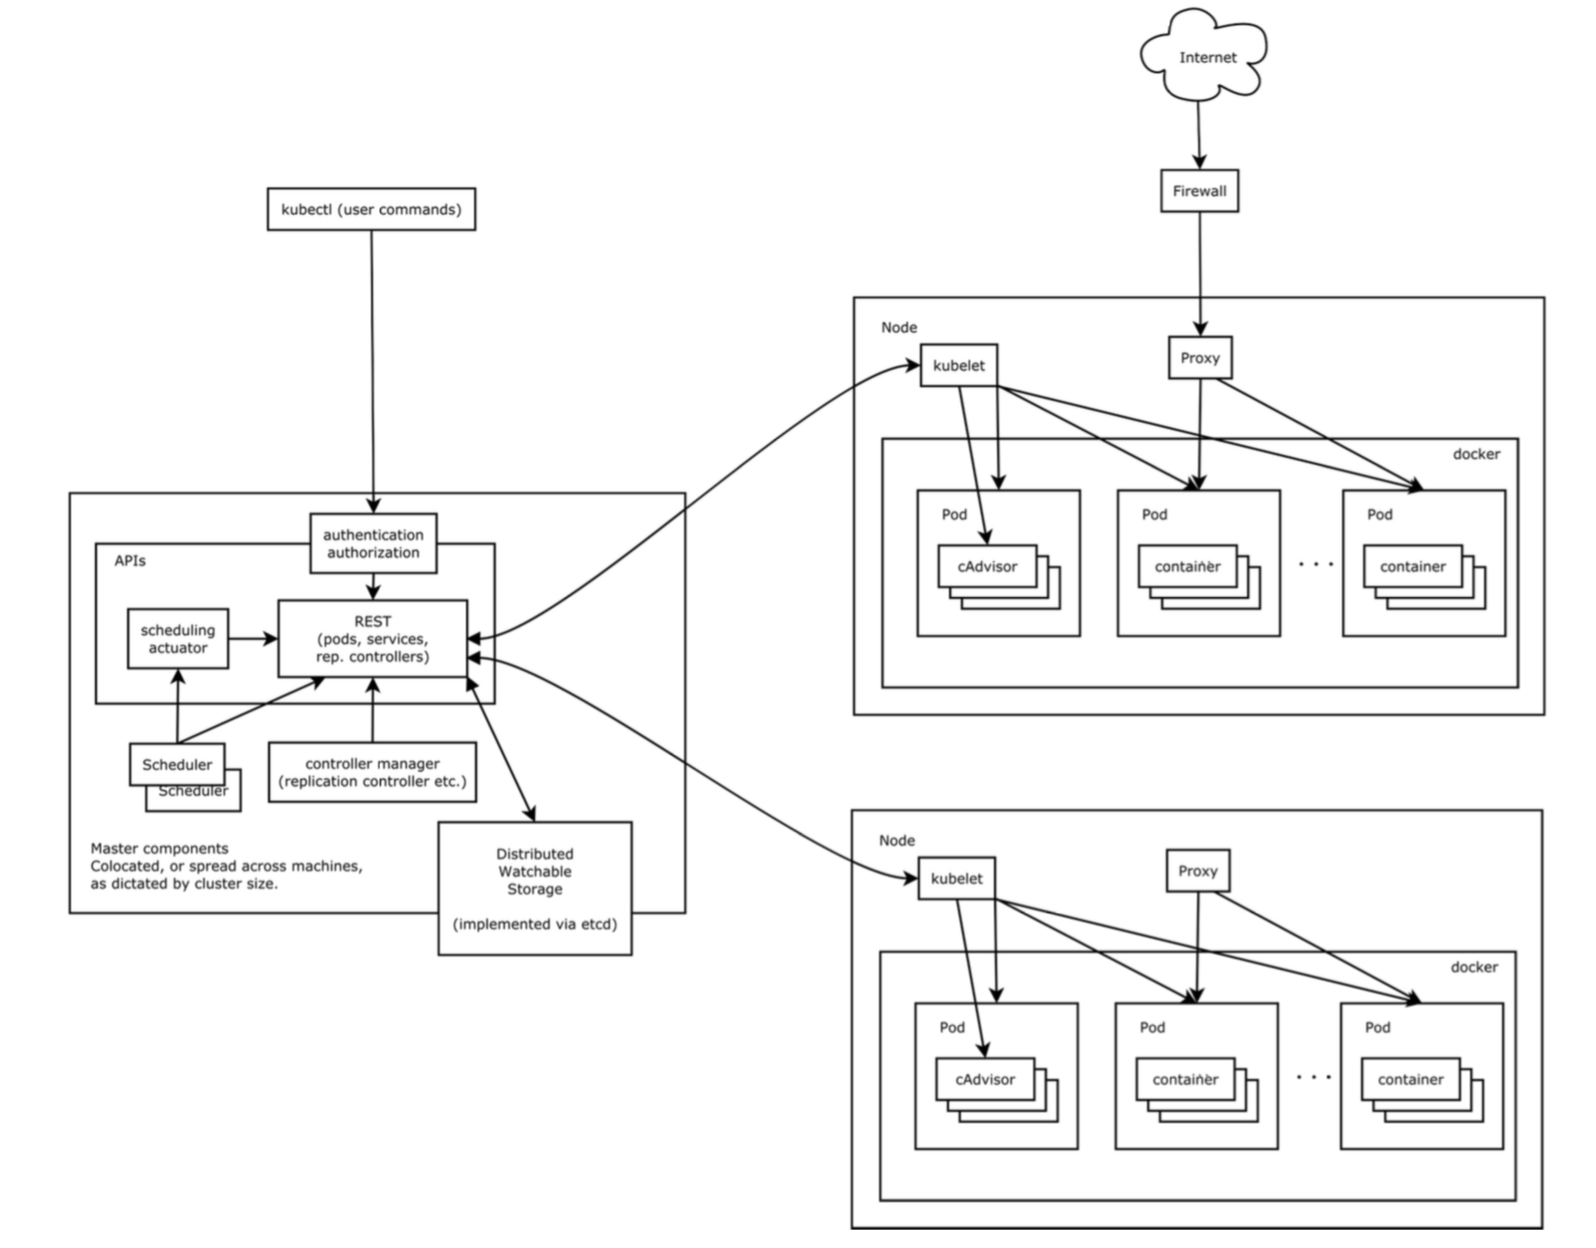 Internet
Firewall
kubectl (user commands)
Node
kubelet
Proxy
docker
Pod
cAdvisor
Pod
container
. . .
Pod
container
authentication
authorization
APIs
REST
(pods, services,
rep. controllers)
scheduling
actuator
Scheduler
Scheduler
controller manager
(replication controller etc.)
Master components
Colocated, or spread across machines,
as dictated by cluster size.
Distributed
Watchable
Storage
(implemented via etcd)
Node
kubelet
Proxy
docker
Pod
cAdvisor
Pod
container
. . .
Pod
container